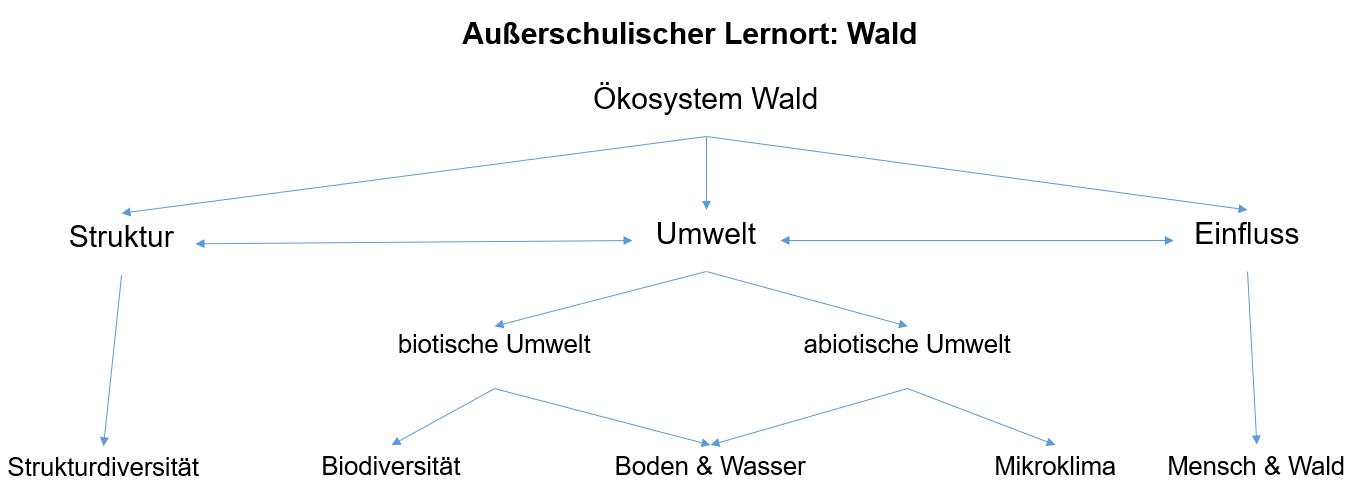 Außerschulischer Lernort: Wald
Ökosystem Wald
Struktur
Umwelt
Einfluss
biotische Umwelt
abiotische Umwelt
Strukturdiversität
Biodiversität
Boden & Wasser
Mikroklima
Mensch & Wald